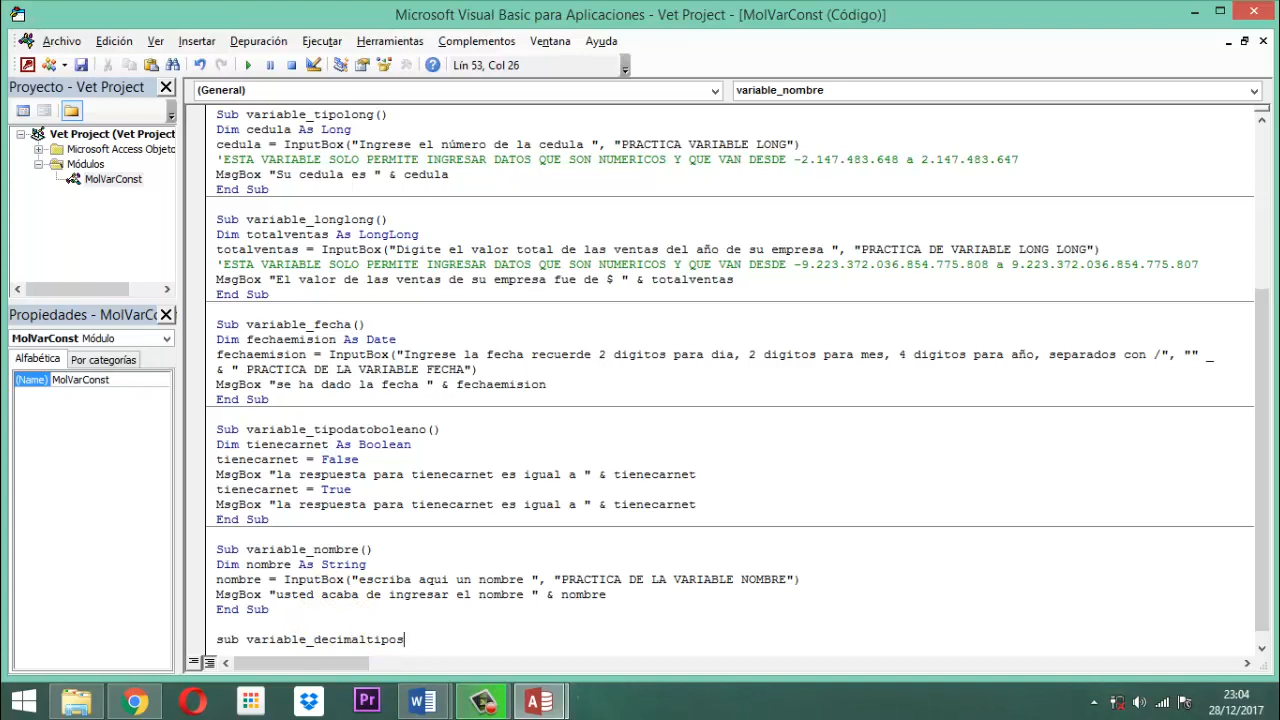 Microsoft Visual Basic para Aplicaciones - Vet Project - [MolVarConst (Código)]
Archivo Edición Ver Insertar Formato Depuración Ejecutar Herramientas Complementos Ventana Ayuda
Lín 53, Col 26
Proyecto - Vet Project
Vet Project (Vet Project
Microsoft Access Objeto
Módulos
MolVarConst
Propiedades - MolVarCo
MolVarConst Módulo
Alfabética Por categorías
(Name) MolVarConst
(General) variable_nombre
Sub variable_tipolong()
Dim cedula As Long
cedula = InputBox("Ingrese el número de la cedula ", "PRACTICA VARIABLE LONG")
'ESTA VARIABLE SOLO PERMITE INGRESAR DATOS QUE SON NUMERICOS Y QUE VAN DESDE -2.147.483.648 a 2.147.483.647
MsgBox "Su cedula es " & cedula
End Sub
Sub variable_longlong()
Dim totalventas As LongLong
totalventas = InputBox("Digite el valor total de las ventas del año de su empresa ", "PRACTICA DE VARIABLE LONG LONG")
'ESTA VARIABLE SOLO PERMITE INGRESAR DATOS QUE SON NUMERICOS Y QUE VAN DESDE -9.223.372.036.854.775.808 a 9.223.372.036.854.775.807
MsgBox "El valor de las ventas de su empresa fue de $ " & totalventas
End Sub
Sub variable_fecha()
Dim fechaemision As Date
fechaemision = InputBox("Ingrese la fecha recuerde 2 digitos para dia, 2 digitos para mes, 4 digitos para año, separados con /", "" _
& " PRACTICA DE LA VARIABLE FECHA")
MsgBox "se ha dado la fecha " & fechaemision
End Sub
Sub variable_tipodatoboleano()
Dim tienecarnet As Boolean
tienecarnet = False
MsgBox "la respuesta para tienecarnet es igual a " & tienecarnet
tienecarnet = True
MsgBox "la respuesta para tienecarnet es igual a " & tienecarnet
End Sub
Sub variable_nombre()
Dim nombre As String
nombre = InputBox("escriba aqui un nombre ", "PRACTICA DE LA VARIABLE NOMBRE")
MsgBox "usted acaba de ingresar el nombre " & nombre
End Sub
sub variable_decimaltipos
23:04
28/12/2017